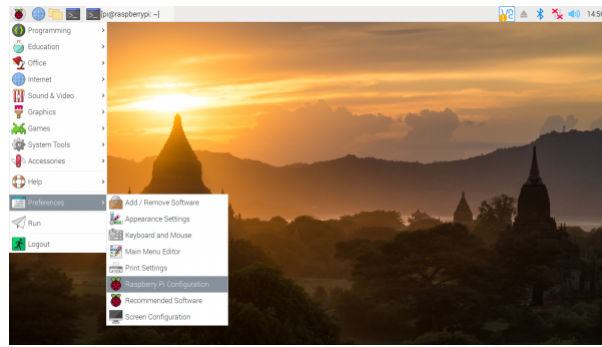 [pi@raspberrypi: ~]
14:56
Programming
Education
Office
Internet
Sound & Video
Graphics
Games
System Tools
Accessories
Help
Preferences
Run
Logout
Add / Remove Software
Appearance Settings
Keyboard and Mouse
Main Menu Editor
Print Settings
Raspberry Pi Configuration
Recommended Software
Screen Configuration